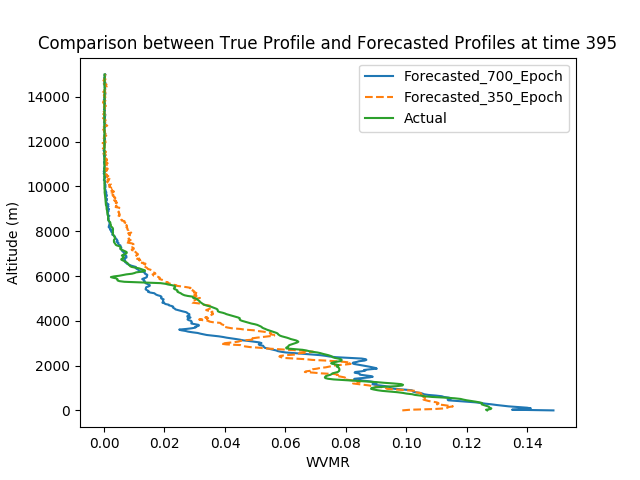 Comparison between True Profile and Forecasted Profiles at time 395
Forecasted_700_Epoch
Forecasted_350_Epoch
Actual
14000
12000
10000
8000
6000
4000
2000
0
Altitude (m)
0.00 0.02 0.04 0.06 0.08 0.10 0.12 0.14
WVMR